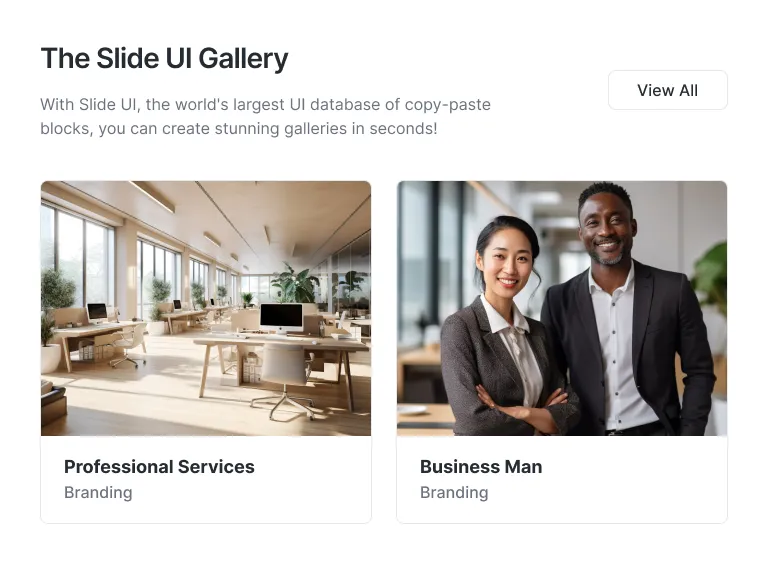 The Slide UI Gallery
With Slide UI, the world's largest UI database of copy-paste
blocks, you can create stunning galleries in seconds!
View All
Professional Services
Branding
Business Man
Branding